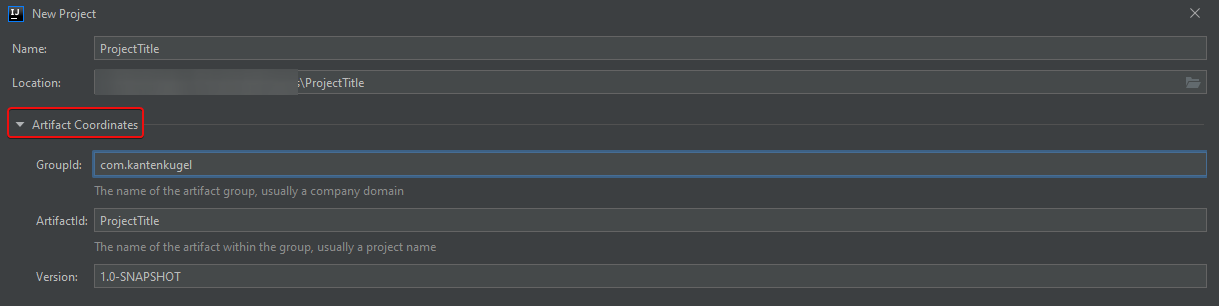 IJ New Project
Name: ProjectTitle
Location: \ProjectTitle
Artifact Coordinates
GroupId: com.kantenkugel
The name of the artifact group, usually a company domain
ArtifactId: ProjectTitle
The name of the artifact within the group, usually a project name
Version: 1.0-SNAPSHOT